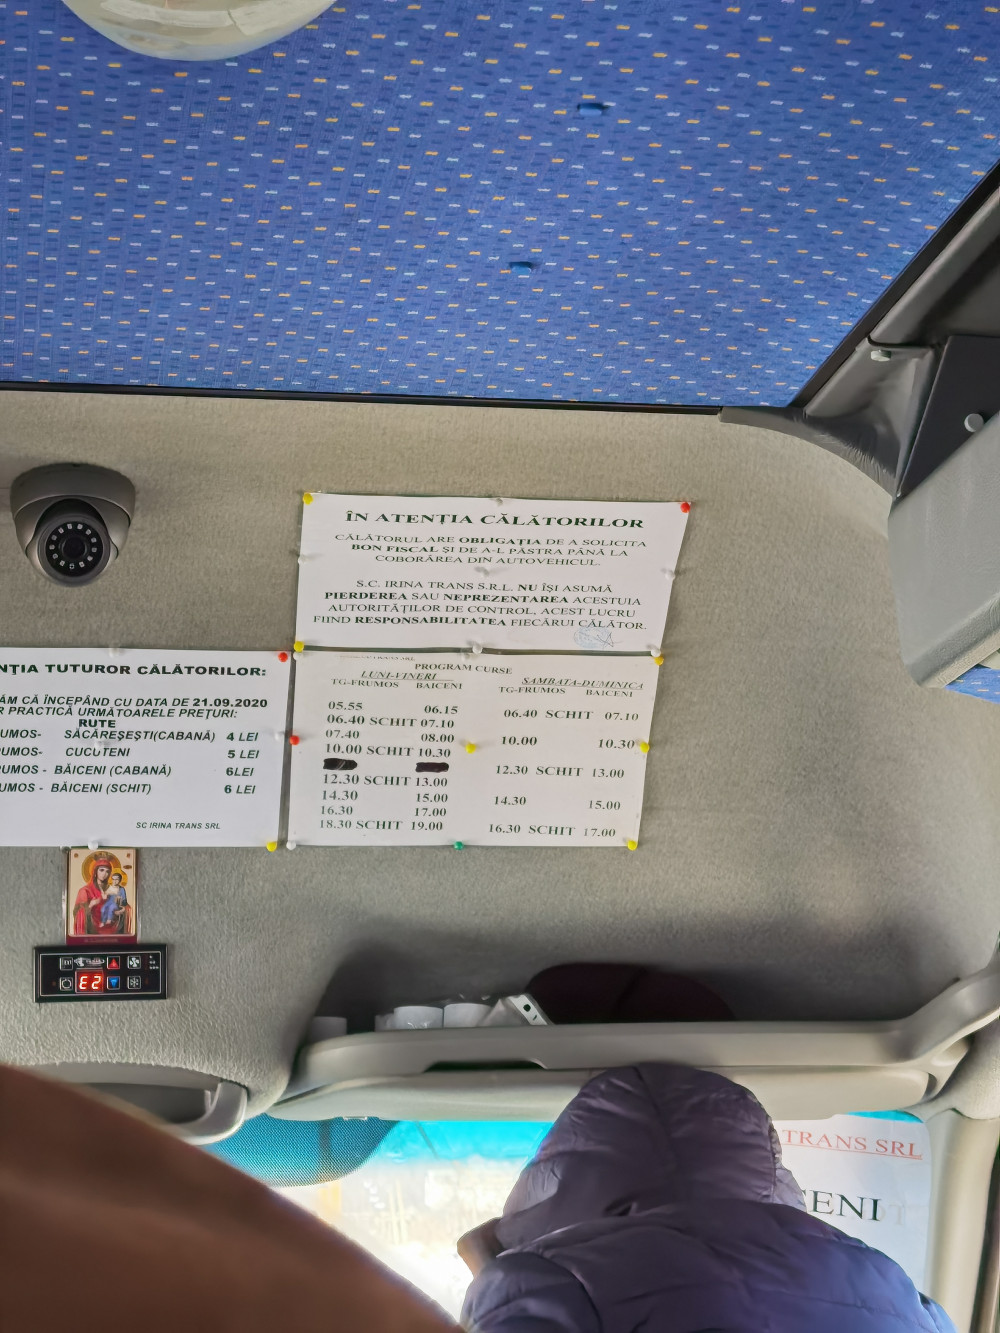 ÎN ATENȚIA CĂLĂTORILOR
CĂLĂTORUL ARE OBLIGAȚIA DE A SOLICITA
BON FISCAL ȘI DE A-L PĂSTRA PÂNĂ LA
COBORÂREA DIN AUTOVEHICUL.
S.C. IRINA TRANS S.R.L. NU ÎȘI ASUMĂ
PIERDEREA SAU NEPREZENTAREA ACESTUIA
AUTORITĂȚILOR DE CONTROL, ACEST LUCRU
FIIND RESPONSABILITATEA FIECĂRUI CĂLĂTOR.
NȚIA TUTUROR CĂLĂTORILOR:
ĂM CĂ ÎNCEPÂND CU DATA DE 21.09.2020
R PRACTICĂ URMĂTOARELE PREȚURI:
RUTE
UMOS- SĂCĂREȘEȘTI(CABANĂ) 4 LEI
UMOS- CUCUTENI 5 LEI
UMOS - BĂICENI (CABANĂ) 6LEI
UMOS - BĂICENI (SCHIT) 6 LEI
SC IRINA TRANS SRL
PROGRAM CURSE
LUNI-VINERI SAMBATA-DUMINICA
TG-FRUMOS BAICENI TG-FRUMOS BAICENI
05.55 06.15
06.40 SCHIT 07.10 06.40 SCHIT 07.10
07.40 08.00
10.00 SCHIT 10.30 10.00 10.30
12.30 SCHIT 13.00 12.30 SCHIT 13.00
14.30 15.00 14.30 15.00
16.30 17.00
18.30 SCHIT 19.00 16.30 SCHIT 17.00
E2
TRANS SRL
ENI